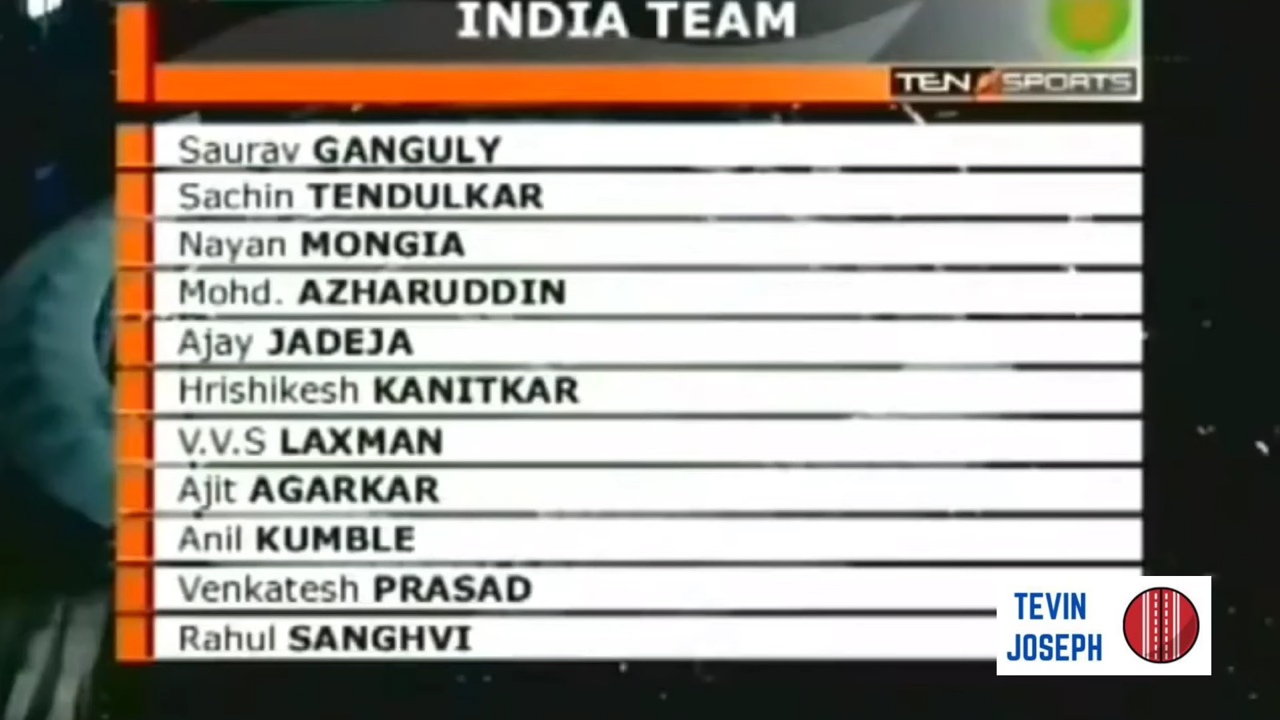 INDIA TEAM
TEN SPORTS
Saurav GANGULY
Sachin TENDULKAR
Nayan MONGIA
Mohd. AZHARUDDIN
Ajay JADEJA
Hrishikesh KANITKAR
V.V.S LAXMAN
Ajit AGARKAR
Anil KUMBLE
Venkatesh PRASAD
Rahul SANGHVI
TEVIN
JOSEPH